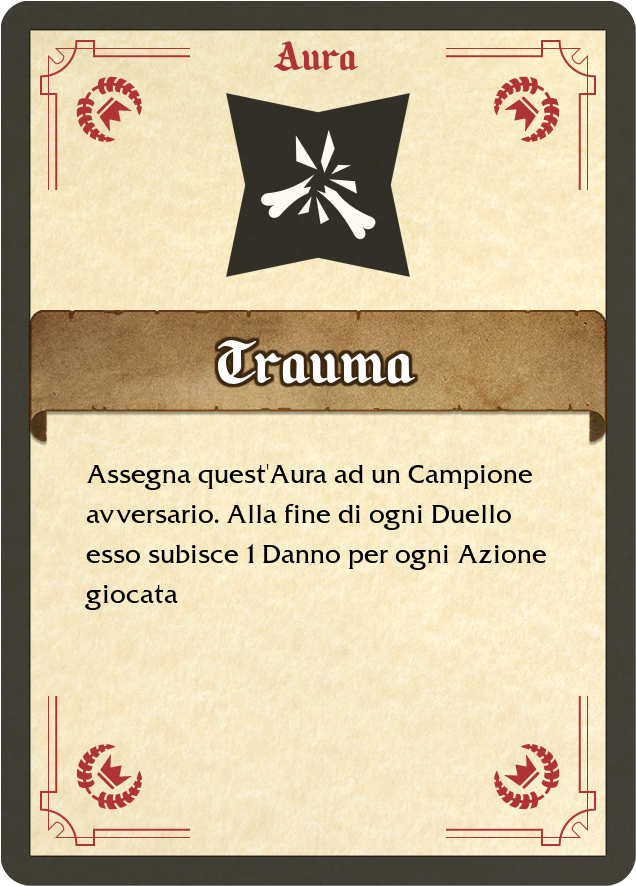 Aura
Trauma
Assegna quest'Aura ad un Campione
avversario. Alla fine di ogni Duello
esso subisce 1 Danno per ogni Azione
giocata